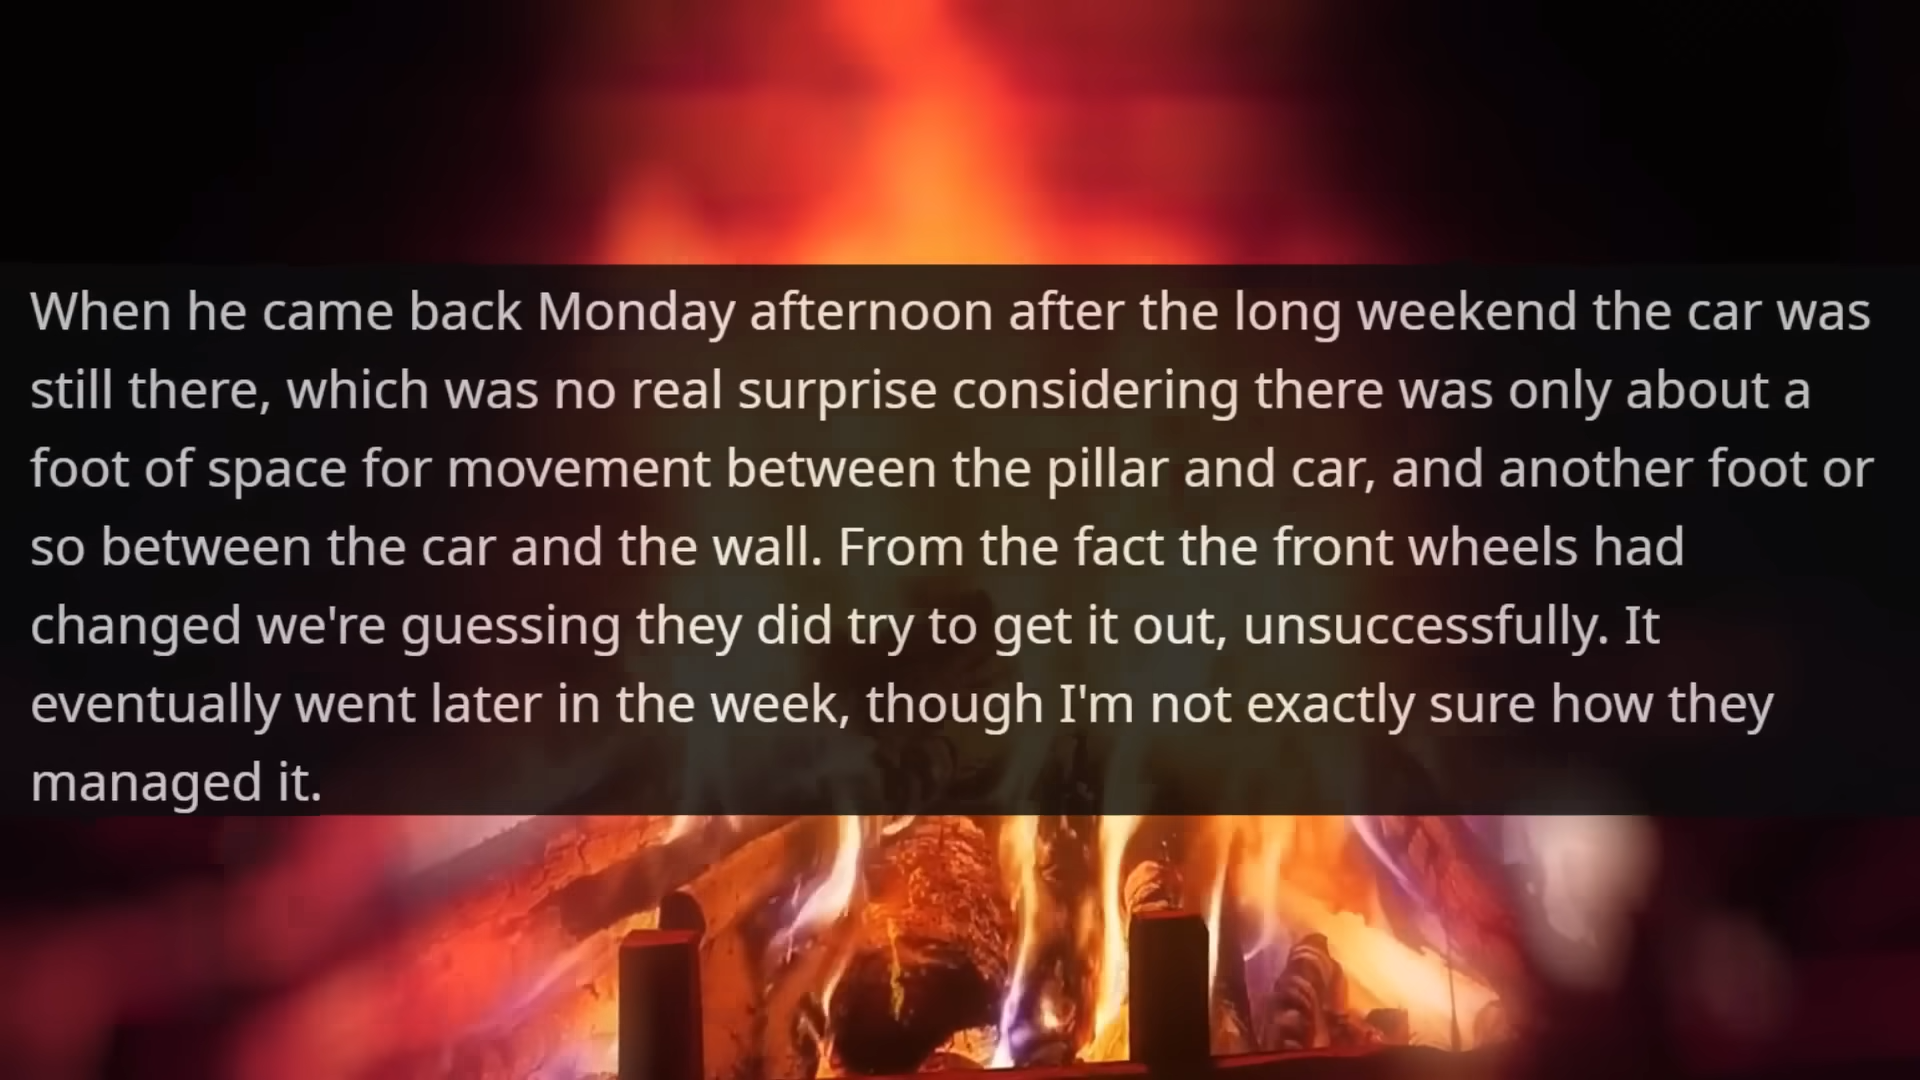 When he came back Monday afternoon after the long weekend the car was
still there, which was no real surprise considering there was only about a
foot of space for movement between the pillar and car, and another foot or
so between the car and the wall. From the fact the front wheels had
changed we're guessing they did try to get it out, unsuccessfully. It
eventually went later in the week, though I'm not exactly sure how they
managed it.